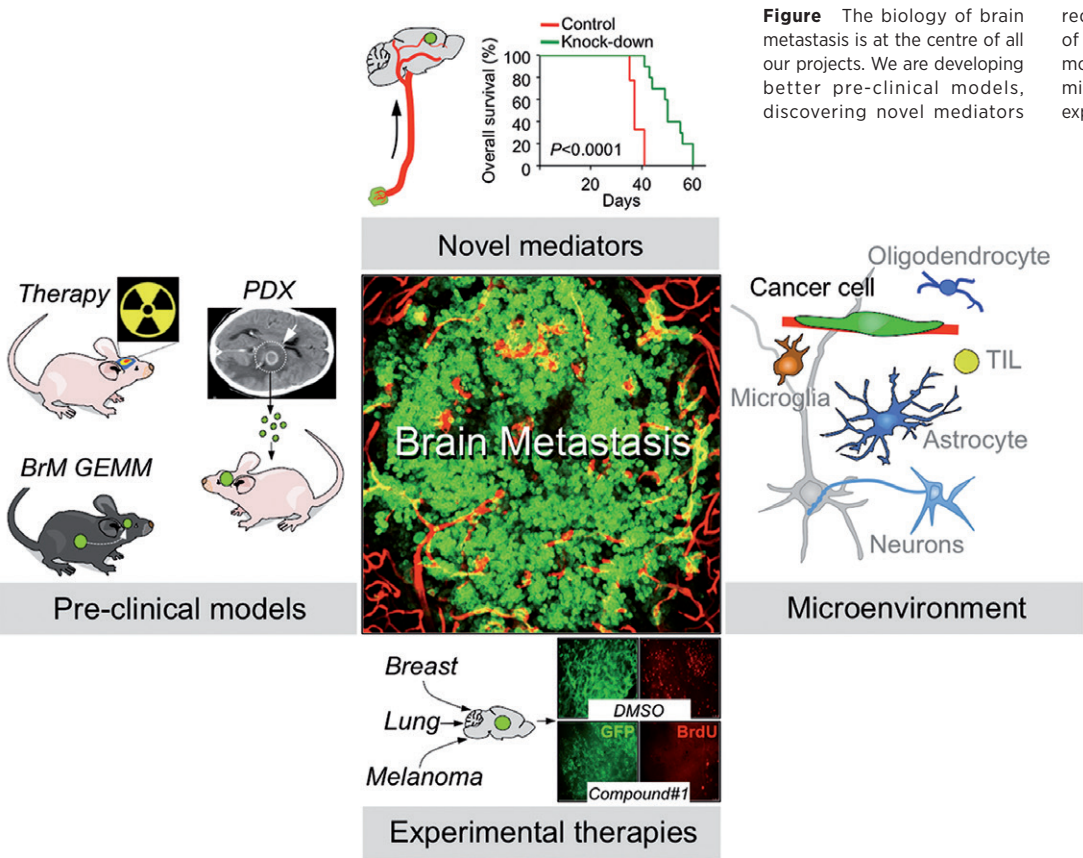 Figure The biology of brain
metastasis is at the centre of all
our projects. We are developing
better pre-clinical models,
discovering novel mediators
of
Control
Knock-down
Overall survival (%)
100
80
60
40
20
0
P<0.0001
20
40
60
Days
Novel mediators
Therapy
PDX
BrM GEMM
Pre-clinical models
Brain Metastasis
Oligodendrocyte
Cancer cell
TIL
Microglia
Astrocyte
Neurons
Microenvironment
Breast
Lung
Melanoma
DMSO
GFP
BrdU
Compound#1
Experimental therapies